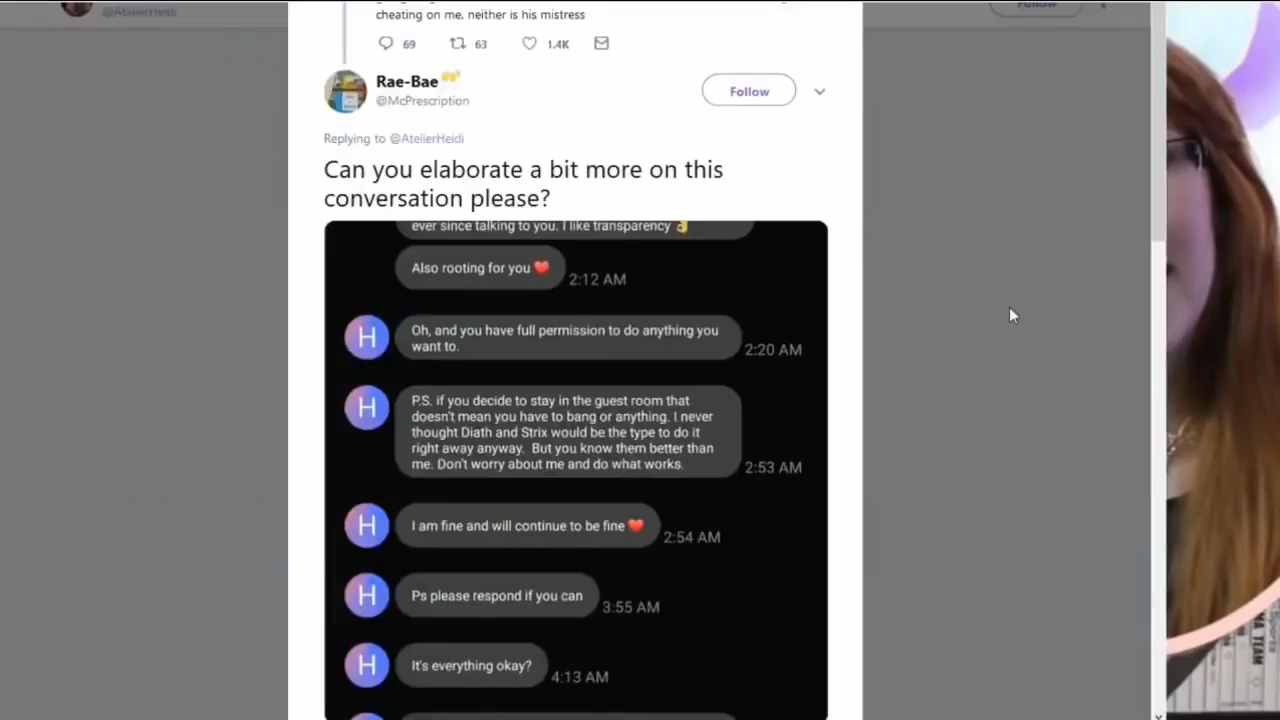 @AtelierHeidi
Follow
cheating on me, neither is his mistress
69 63 1.4K
Rae-Bae
@McPrescription
Follow
Replying to @AtelierHeidi
Can you elaborate a bit more on this
conversation please?
ever since talking to you. I like transparency
Also rooting for you
2:12 AM
H
Oh, and you have full permission to do anything you
want to.
2:20 AM
H
P.S. if you decide to stay in the guest room that
doesn't mean you have to bang or anything. I never
thought Diath and Strix would be the type to do it
right away anyway. But you know them better than
me. Don't worry about me and do what works.
2:53 AM
H
I am fine and will continue to be fine
2:54 AM
H
Ps please respond if you can
3:55 AM
H
It's everything okay?
4:13 AM
TEAM